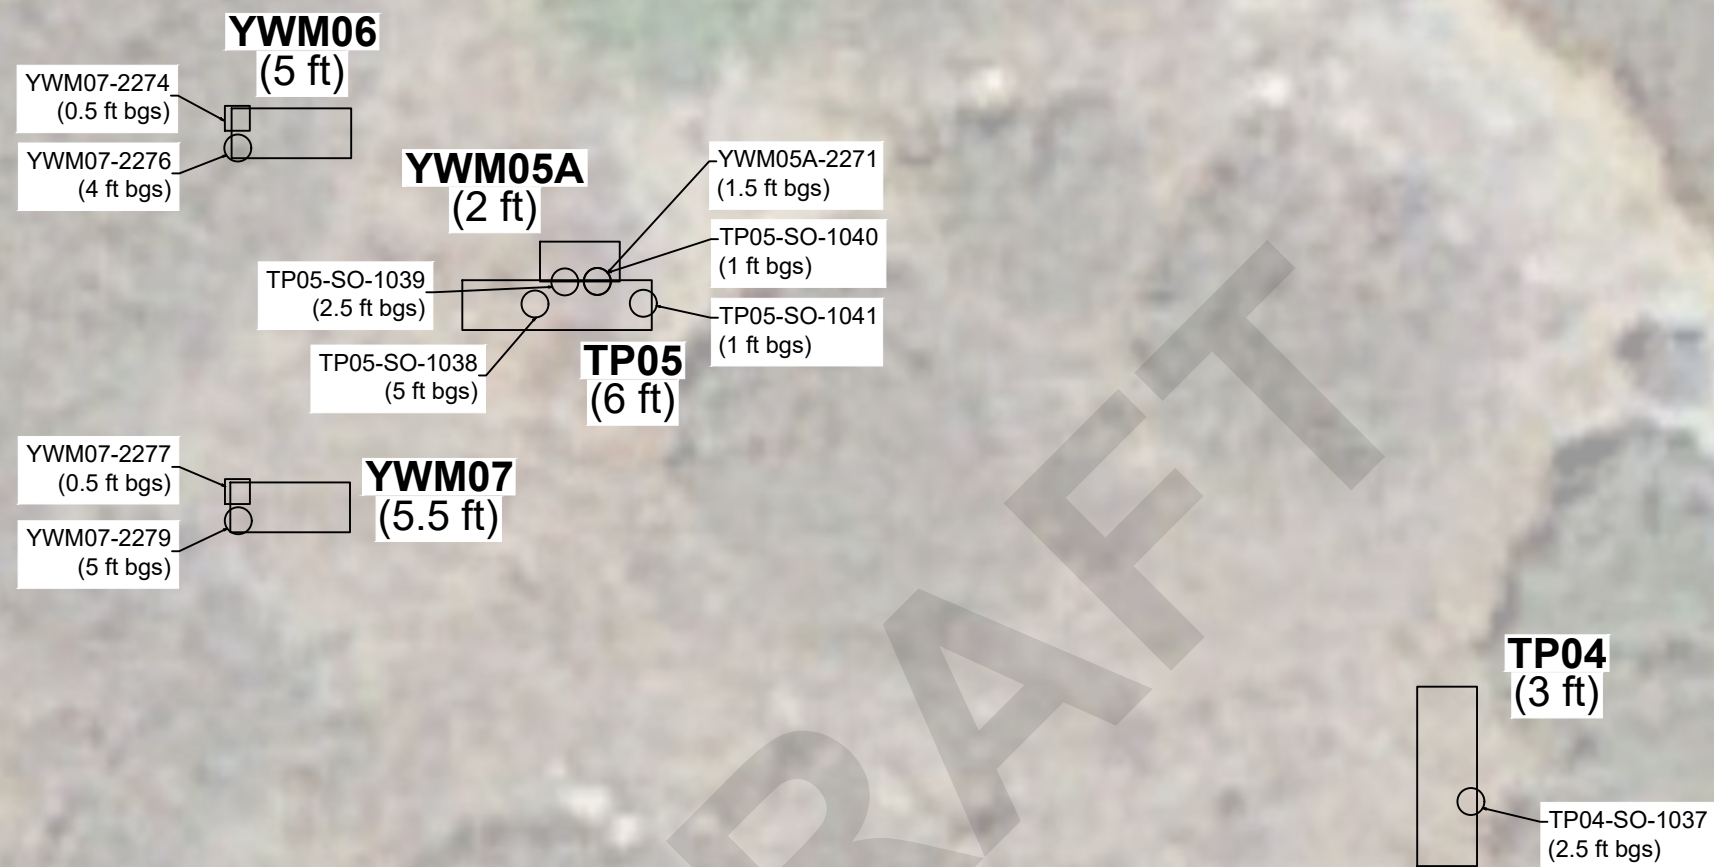 YWM06
(5 ft)
YWM07-2274
(0.5 ft bgs)
YWM07-2276
(4 ft bgs)
YWM05A
(2 ft)
YWM05A-2271
(1.5 ft bgs)
TP05-SO-1040
(1 ft bgs)
TP05-SO-1039
(2.5 ft bgs)
TP05-SO-1041
(1 ft bgs)
TP05-SO-1038
(5 ft bgs)
TP05
(6 ft)
YWM07-2277
(0.5 ft bgs)
YWM07
(5.5 ft)
YWM07-2279
(5 ft bgs)
TP04
(3 ft)
TP04-SO-1037
(2.5 ft bgs)
RAFT